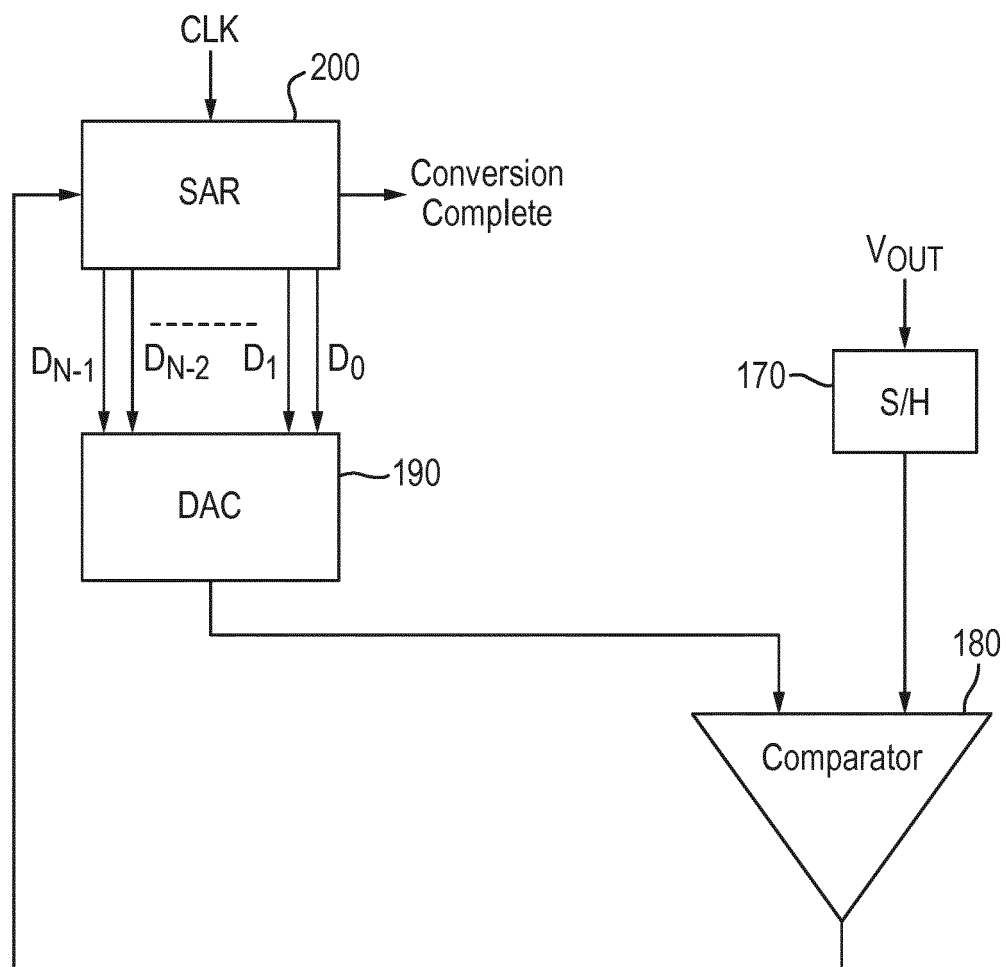 CLK
200
SAR
Conversion
Complete
V_OUT
D_N-1
D_N-2
D_1
D_0
170
S/H
190
DAC
180
Comparator